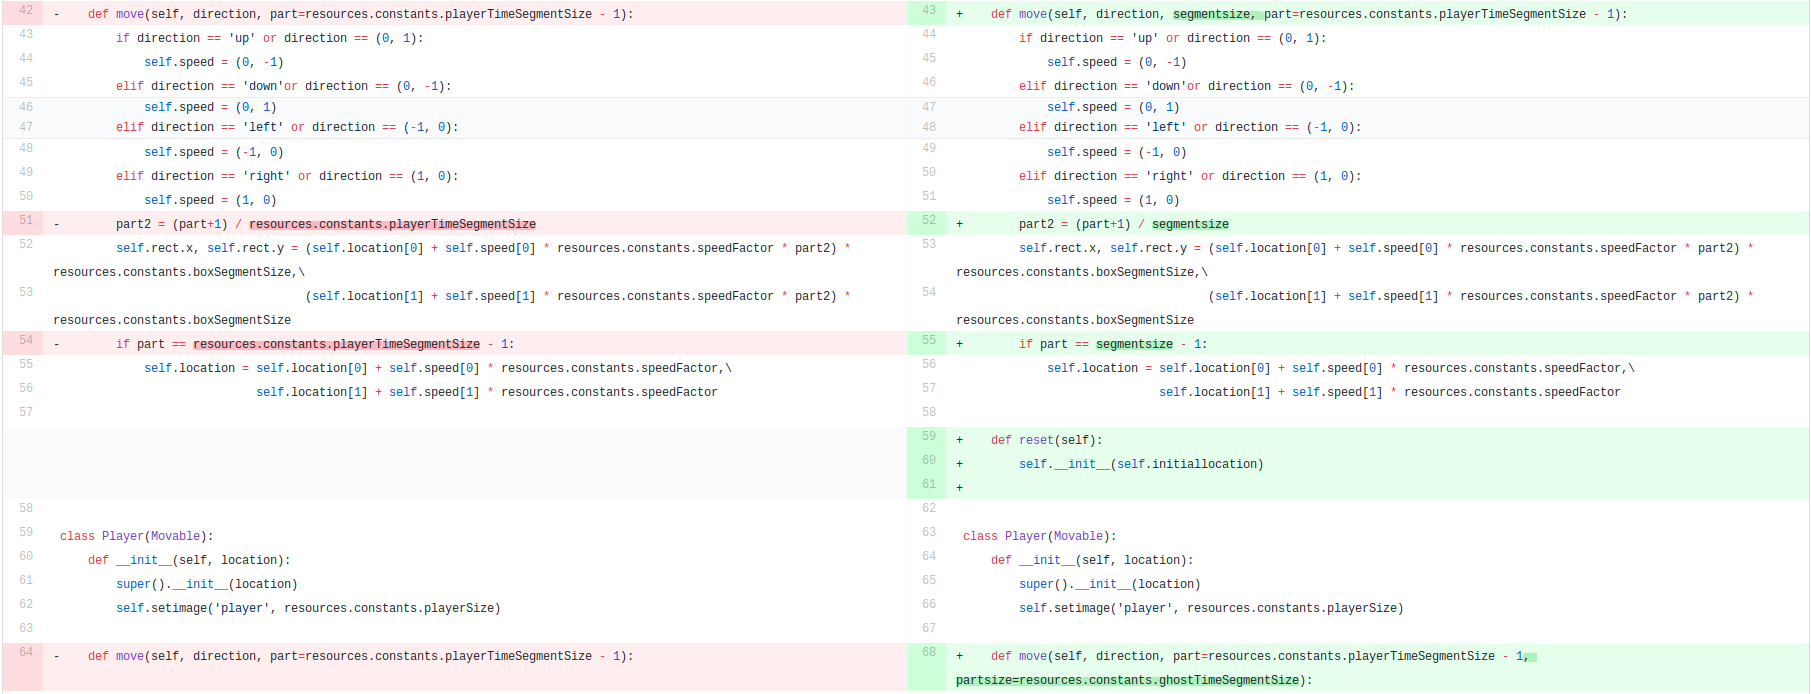 42 -    def move(self, direction, part=resources.constants.playerTimeSegmentSize - 1):
43          if direction == 'up' or direction == (0, 1):
44              self.speed = (0, -1)
45          elif direction == 'down'or direction == (0, -1):
46              self.speed = (0, 1)
47          elif direction == 'left' or direction == (-1, 0):
48              self.speed = (-1, 0)
49          elif direction == 'right' or direction == (1, 0):
50              self.speed = (1, 0)
51 -        part2 = (part+1) / resources.constants.playerTimeSegmentSize
52          self.rect.x, self.rect.y = (self.location[0] + self.speed[0] * resources.constants.speedFactor * part2) *
resources.constants.boxSegmentSize,\
53                                     (self.location[1] + self.speed[1] * resources.constants.speedFactor * part2) *
resources.constants.boxSegmentSize
54 -        if part == resources.constants.playerTimeSegmentSize - 1:
55              self.location = self.location[0] + self.speed[0] * resources.constants.speedFactor,\
56                              self.location[1] + self.speed[1] * resources.constants.speedFactor
57
58
59  class Player(Movable):
60      def __init__(self, location):
61          super().__init__(location)
62          self.setimage('player', resources.constants.playerSize)
63
64 -    def move(self, direction, part=resources.constants.playerTimeSegmentSize - 1):
43 +    def move(self, direction, segmentsize, part=resources.constants.playerTimeSegmentSize - 1):
44          if direction == 'up' or direction == (0, 1):
45              self.speed = (0, -1)
46          elif direction == 'down'or direction == (0, -1):
47              self.speed = (0, 1)
48          elif direction == 'left' or direction == (-1, 0):
49              self.speed = (-1, 0)
50          elif direction == 'right' or direction == (1, 0):
51              self.speed = (1, 0)
52 +        part2 = (part+1) / segmentsize
53          self.rect.x, self.rect.y = (self.location[0] + self.speed[0] * resources.constants.speedFactor * part2) *
resources.constants.boxSegmentSize,\
54                                     (self.location[1] + self.speed[1] * resources.constants.speedFactor * part2) *
resources.constants.boxSegmentSize
55 +        if part == segmentsize - 1:
56              self.location = self.location[0] + self.speed[0] * resources.constants.speedFactor,\
57                              self.location[1] + self.speed[1] * resources.constants.speedFactor
58
59 +    def reset(self):
60 +        self.__init__(self.initiallocation)
61 +
62
63  class Player(Movable):
64      def __init__(self, location):
65          super().__init__(location)
66          self.setimage('player', resources.constants.playerSize)
67
68 +    def move(self, direction, part=resources.constants.playerTimeSegmentSize - 1,
partsize=resources.constants.ghostTimeSegmentSize):